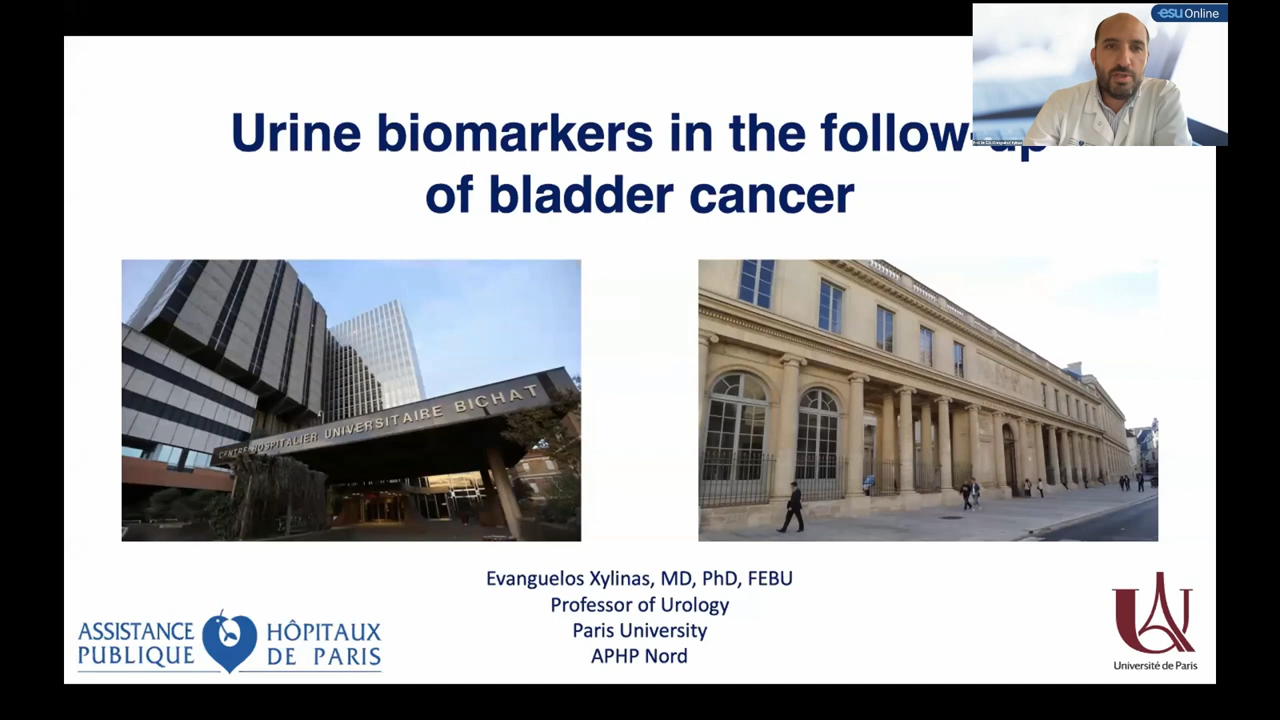 esu Online
Urine biomarkers in the follow-up
of bladder cancer
CENTRE HOSPITALIER UNIVERSITAIRE BICHAT
Evanguelos Xylinas, MD, PhD, FEBU
Professor of Urology
Paris University
APHP Nord
ASSISTANCE PUBLIQUE
HÔPITAUX DE PARIS
Université de Paris